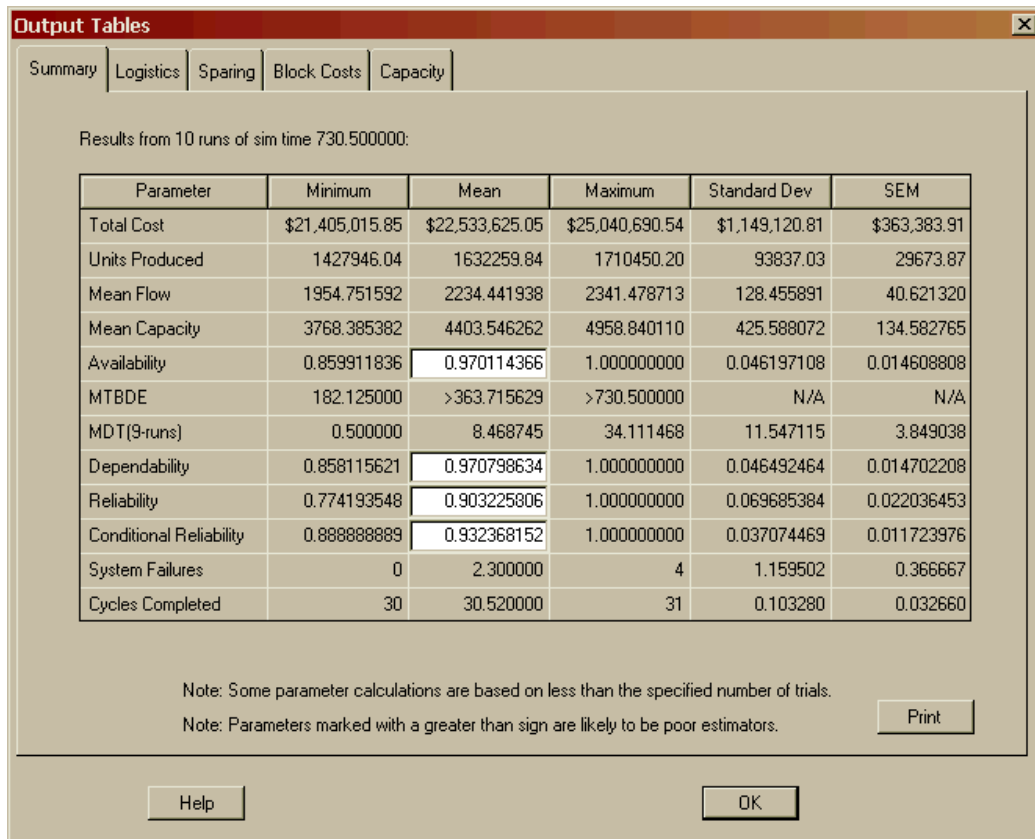 Output Tables
Summary Logistics Sparing Block Costs Capacity
Results from 10 runs of sim time 730.500000:
Parameter Minimum Mean Maximum Standard Dev SEM
Total Cost $21,405,015.85 $22,533,625.05 $25,040,690.54 $1,149,120.81 $363,383.91
Units Produced 1427946.04 1632259.84 1710450.20 93837.03 29673.87
Mean Flow 1954.751592 2234.441938 2341.478713 128.455891 40.621320
Mean Capacity 3768.385382 4403.546262 4958.840110 425.588072 134.582765
Availability 0.859911836 0.970114366 1.000000000 0.046197108 0.014608808
MTBDE 182.125000 >363.715629 >730.500000 N/A N/A
MDT(9-runs) 0.500000 8.468745 34.111468 11.547115 3.849038
Dependability 0.858115621 0.970798634 1.000000000 0.046492464 0.014702208
Reliability 0.774193548 0.903225806 1.000000000 0.069685384 0.022036453
Conditional Reliability 0.888888889 0.932368152 1.000000000 0.037074469 0.011723976
System Failures 0 2.300000 4 1.159502 0.366667
Cycles Completed 30 30.520000 31 0.103280 0.032660
Note: Some parameter calculations are based on less than the specified number of trials.
Note: Parameters marked with a greater than sign are likely to be poor estimators.
Print
Help OK